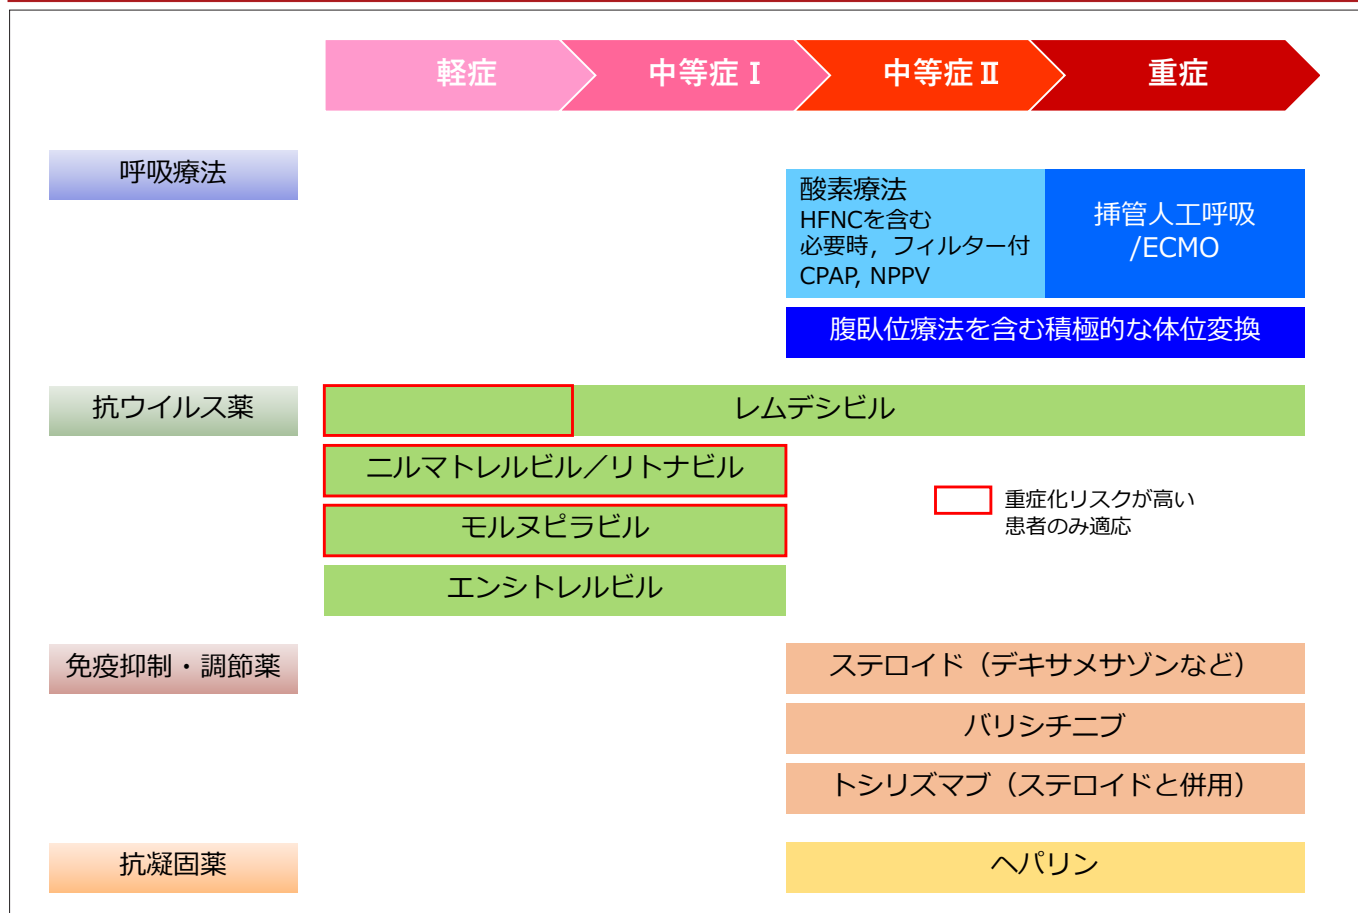 軽症
中等症 Ⅰ
中等症 Ⅱ
重症
呼吸療法
酸素療法
HFNCを含む
必要時，フィルター付
CPAP, NPPV
挿管人工呼吸
/ECMO
腹臥位療法を含む積極的な体位変換
抗ウイルス薬
レムデシビル
ニルマトレルビル／リトナビル
モルヌピラビル
エンシトレルビル
重症化リスクが高い
患者のみ適応
免疫抑制・調節薬
ステロイド（デキサメサゾンなど）
バリシチニブ
トシリズマブ（ステロイドと併用）
抗凝固薬
ヘパリン